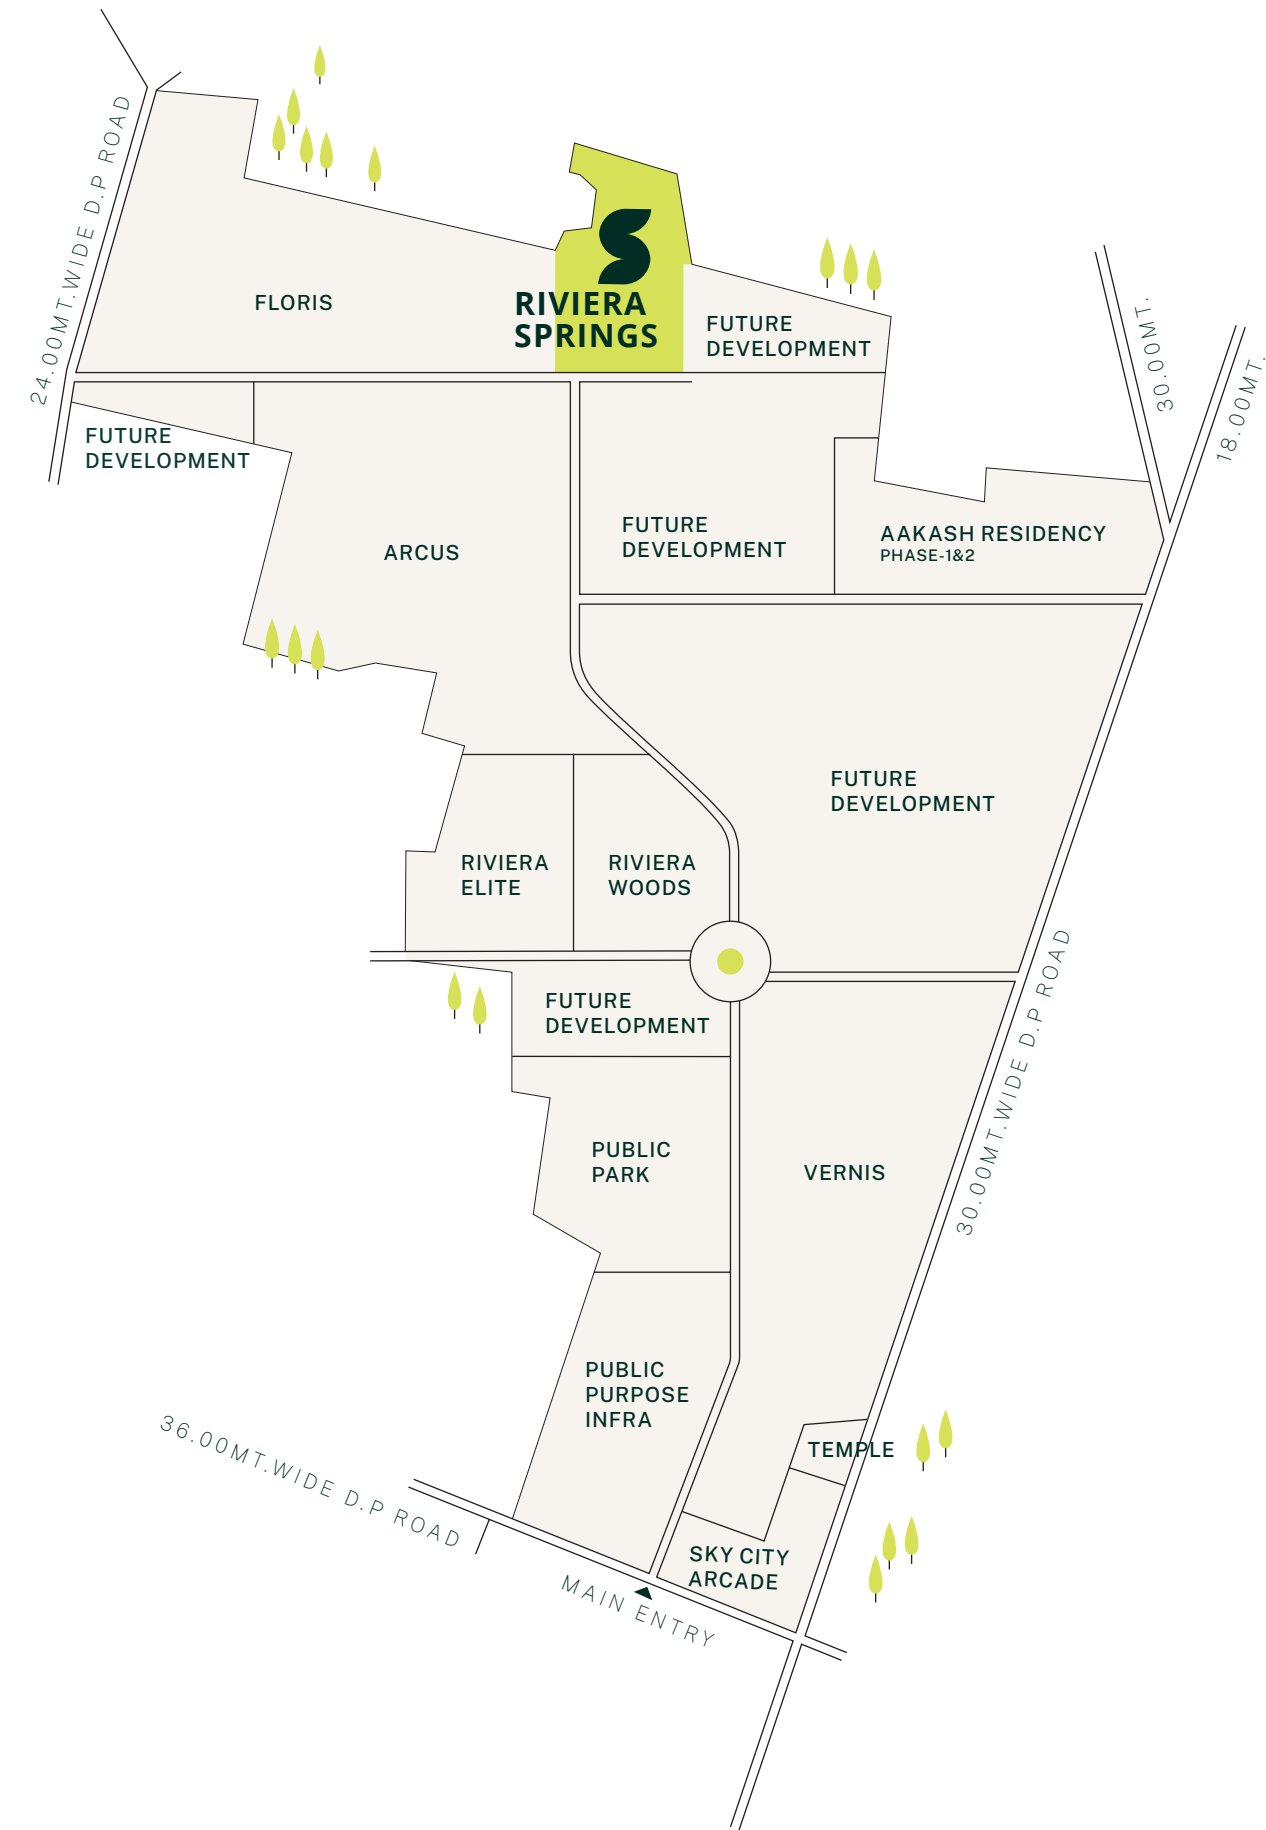 24.00MT.WIDE D.P ROAD
FLORIS
RIVIERA
SPRINGS
FUTURE
DEVELOPMENT
30.00MT.
18.00MT.
FUTURE
DEVELOPMENT
ARCUS
FUTURE
DEVELOPMENT
AAKASH RESIDENCY
PHASE-1&2
FUTURE
DEVELOPMENT
RIVIERA
ELITE
RIVIERA
WOODS
FUTURE
DEVELOPMENT
30.00MT.WIDE D.P ROAD
PUBLIC
PARK
VERNIS
PUBLIC
PURPOSE
INFRA
TEMPLE
36.00MT.WIDE D.P ROAD
SKY CITY
ARCADE
MAIN ENTRY